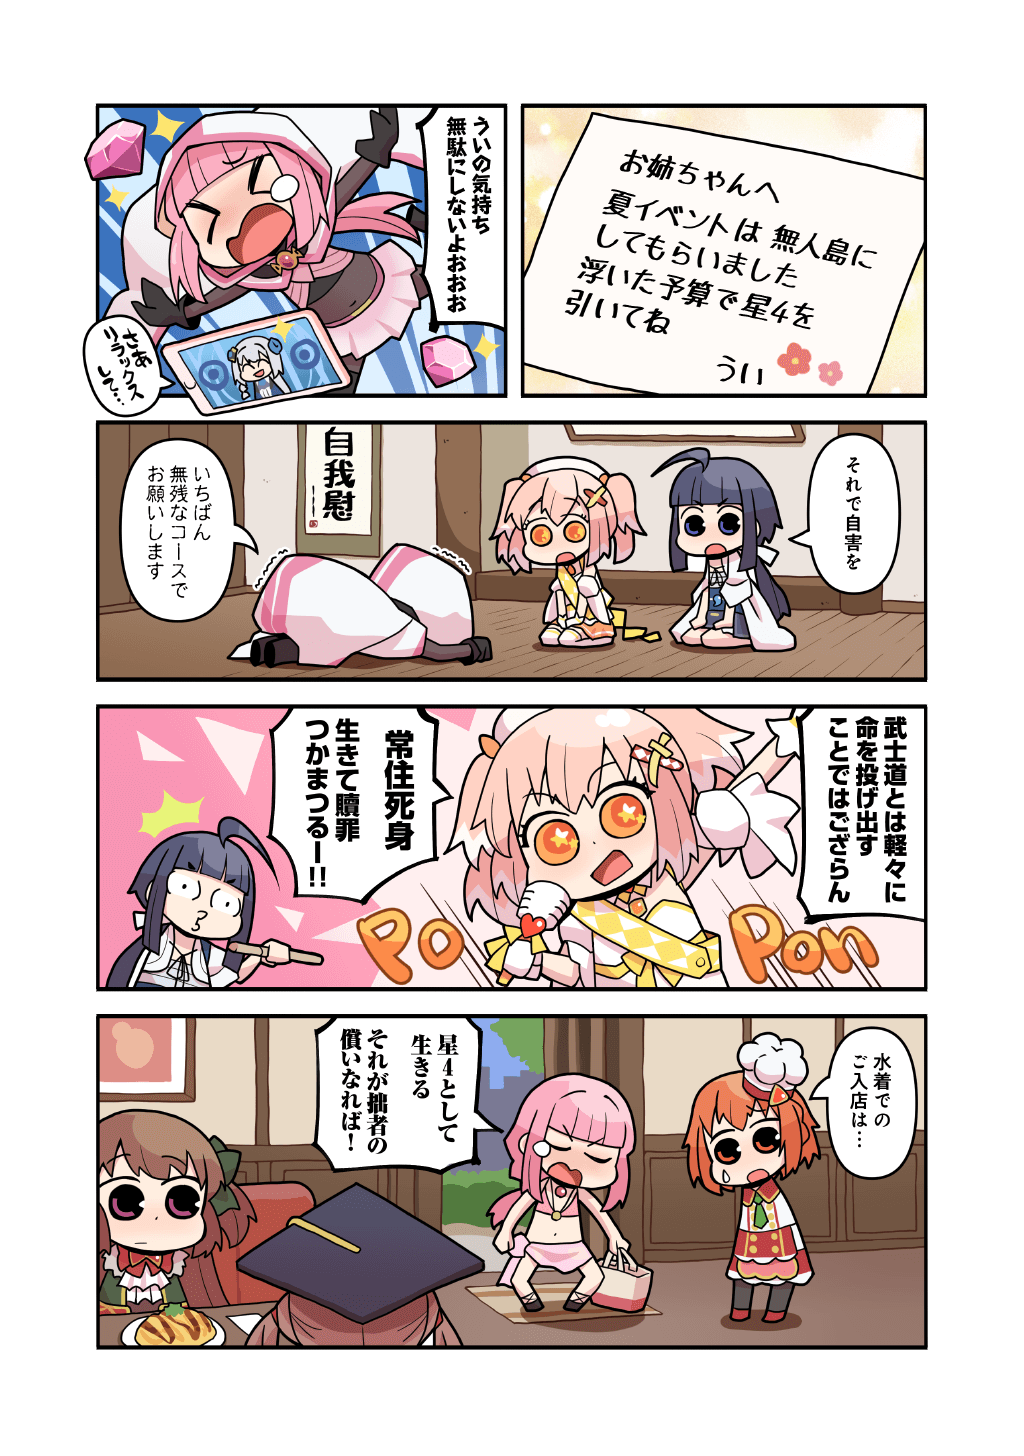 お姉ちゃんへ
夏イベントは 無人島に
してもらいました
浮いた予算で星4を
引いてね
うい
ういの気持ち
無駄にしないよおおお
さあ
リラックス
して…
それで自害を
自我慰
いちばん
無残なコースで
お願いします
武士道とは軽々に
命を投げ出す
ことではござらん
常住死身
生きて贖罪
つかまつるー!!
Po
Pon
水着での
ご入店は…
星4として
生きる
それが拙者の
償いなれば!